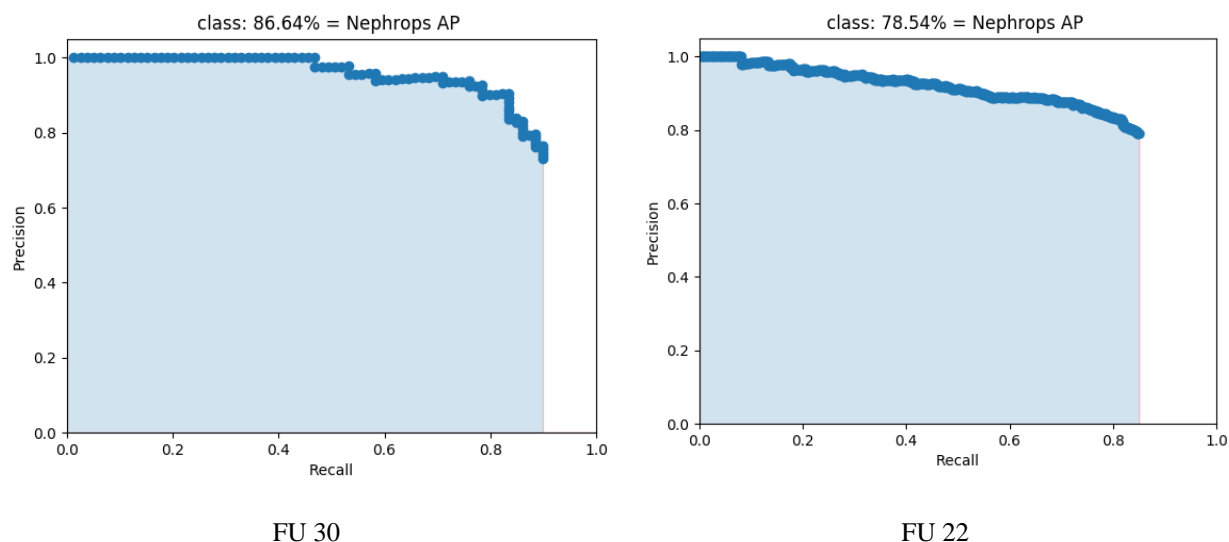 class: 86.64% = Nephrops AP
1.0
0.8
0.6
0.4
0.2
0.0
Precision
0.0 0.2 0.4 0.6 0.8 1.0
Recall
FU 30
class: 78.54% = Nephrops AP
1.0
0.8
0.6
0.4
0.2
0.0
Precision
0.0 0.2 0.4 0.6 0.8 1.0
Recall
FU 22